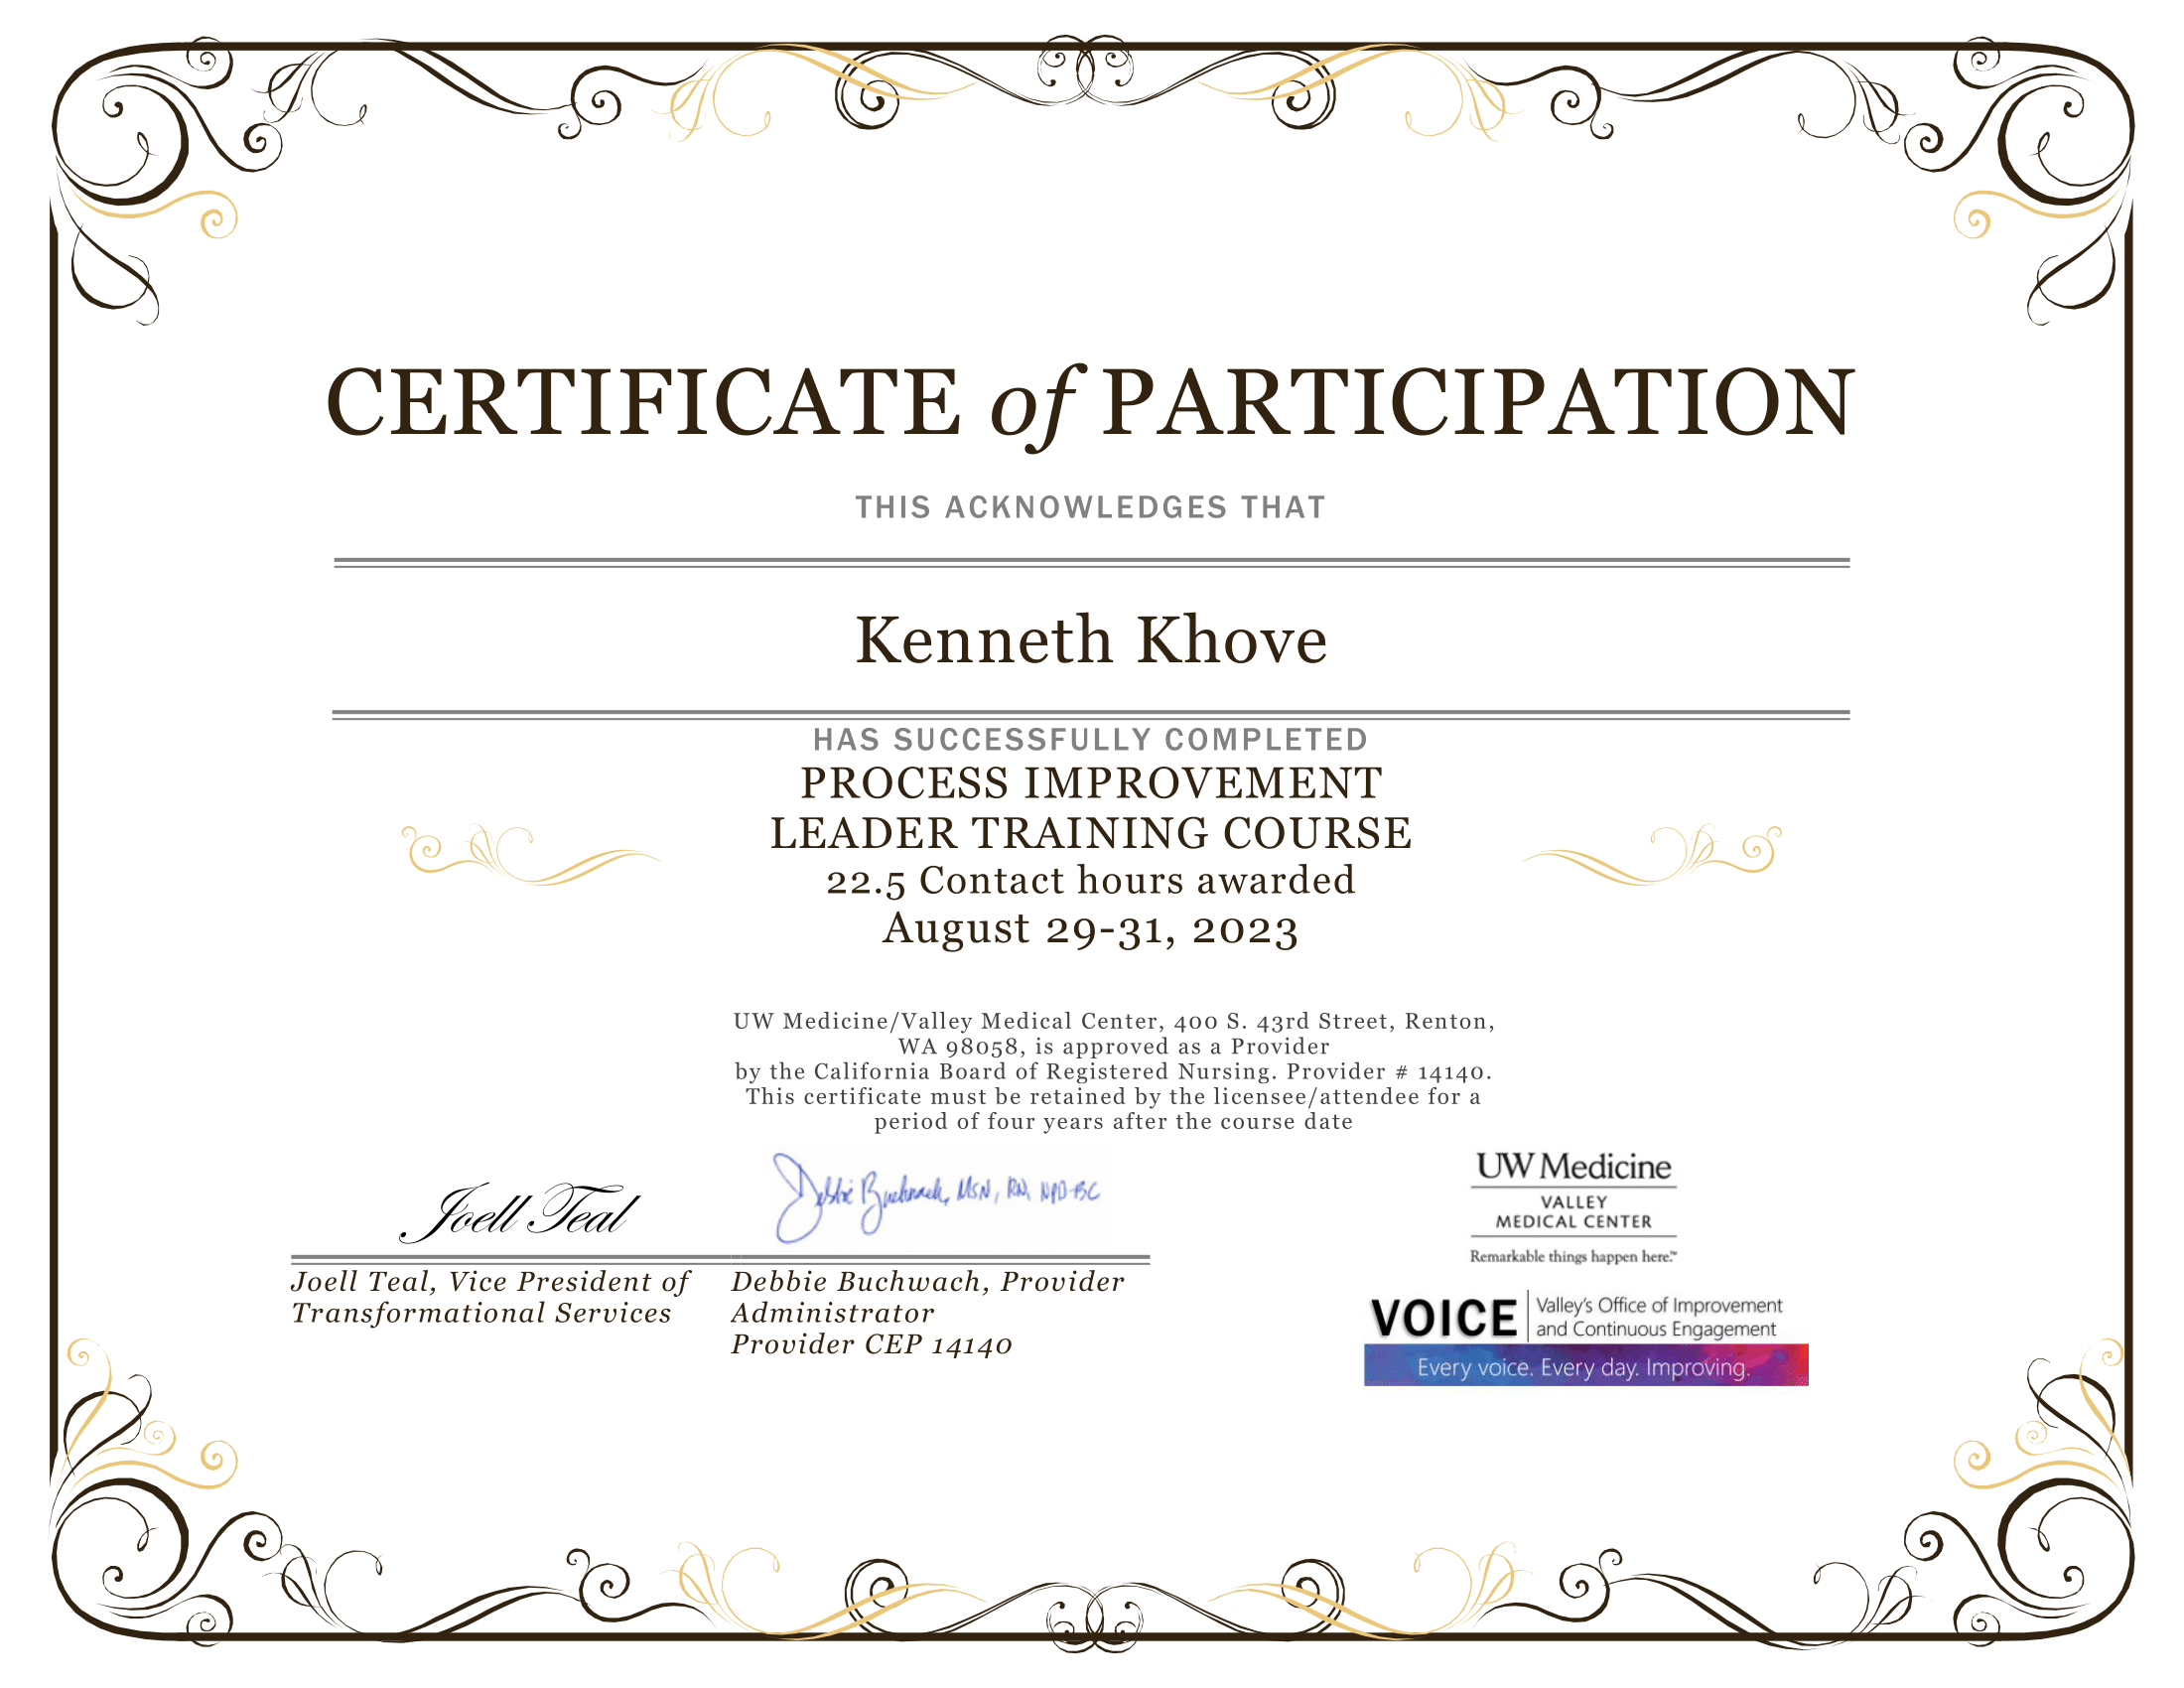 CERTIFICATE of PARTICIPATION
THIS ACKNOWLEDGES THAT
Kenneth Khove
HAS SUCCESSFULLY COMPLETED
PROCESS IMPROVEMENT
LEADER TRAINING COURSE
22.5 Contact hours awarded
August 29-31, 2023
UW Medicine/Valley Medical Center, 400 S. 43rd Street, Renton,
WA 98058, is approved as a Provider
by the California Board of Registered Nursing. Provider # 14140.
This certificate must be retained by the licensee/attendee for a
period of four years after the course date
Joell Teal
Debbie Buchwach, MSN, RN, NPD-BC
Joell Teal, Vice President of
Transformational Services
Debbie Buchwach, Provider
Administrator
Provider CEP 14140
UW Medicine
VALLEY
MEDICAL CENTER
Remarkable things happen here.™
VOICE
Valley's Office of Improvement
and Continuous Engagement
Every voice. Every day. Improving.